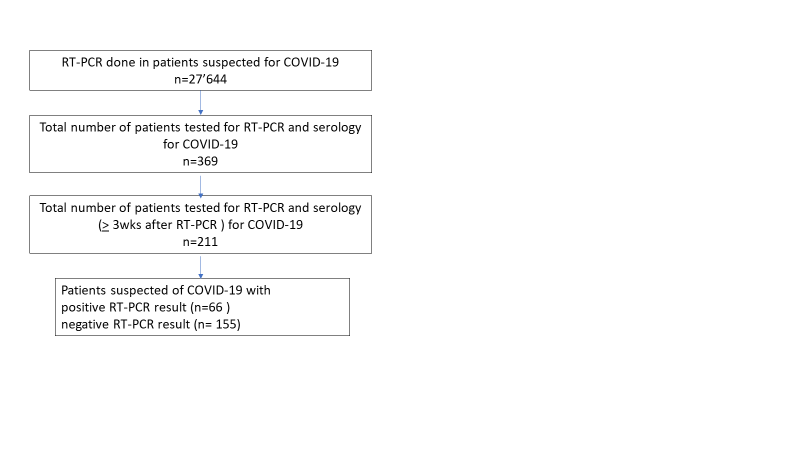 RT-PCR done in patients suspected for COVID-19
n=27’644
Total number of patients tested for RT-PCR and serology
for COVID-19
n=369
Total number of patients tested for RT-PCR and serology
(≥ 3wks after RT-PCR ) for COVID-19
n=211
Patients suspected of COVID-19 with
positive RT-PCR result (n=66 )
negative RT-PCR result (n= 155)